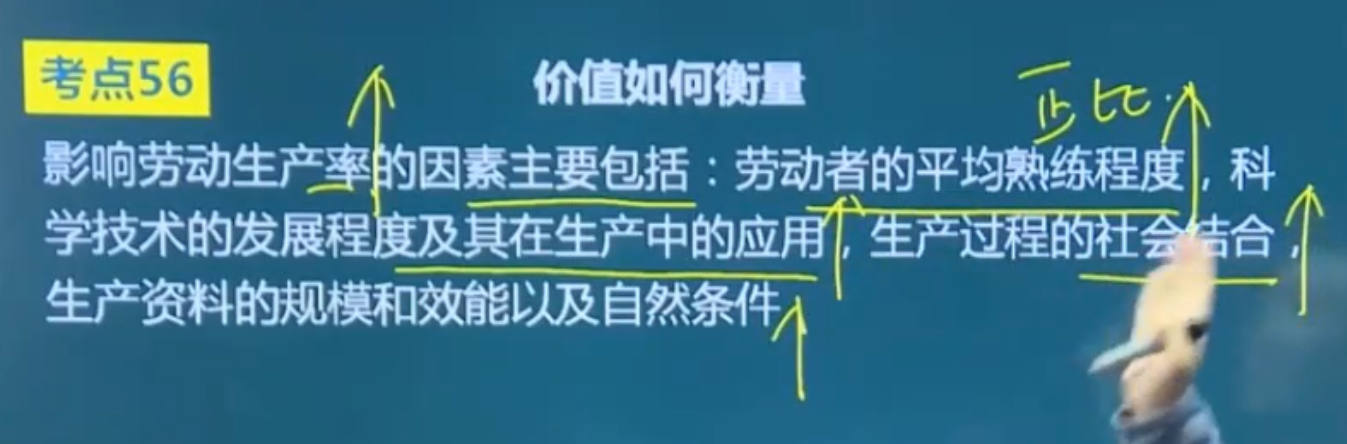 考点56
价值如何衡量
正比
影响劳动生产率的因素主要包括：劳动者的平均熟练程度，科
学技术的发展程度及其在生产中的应用，生产过程的社会结合，
生产资料的规模和效能以及自然条件